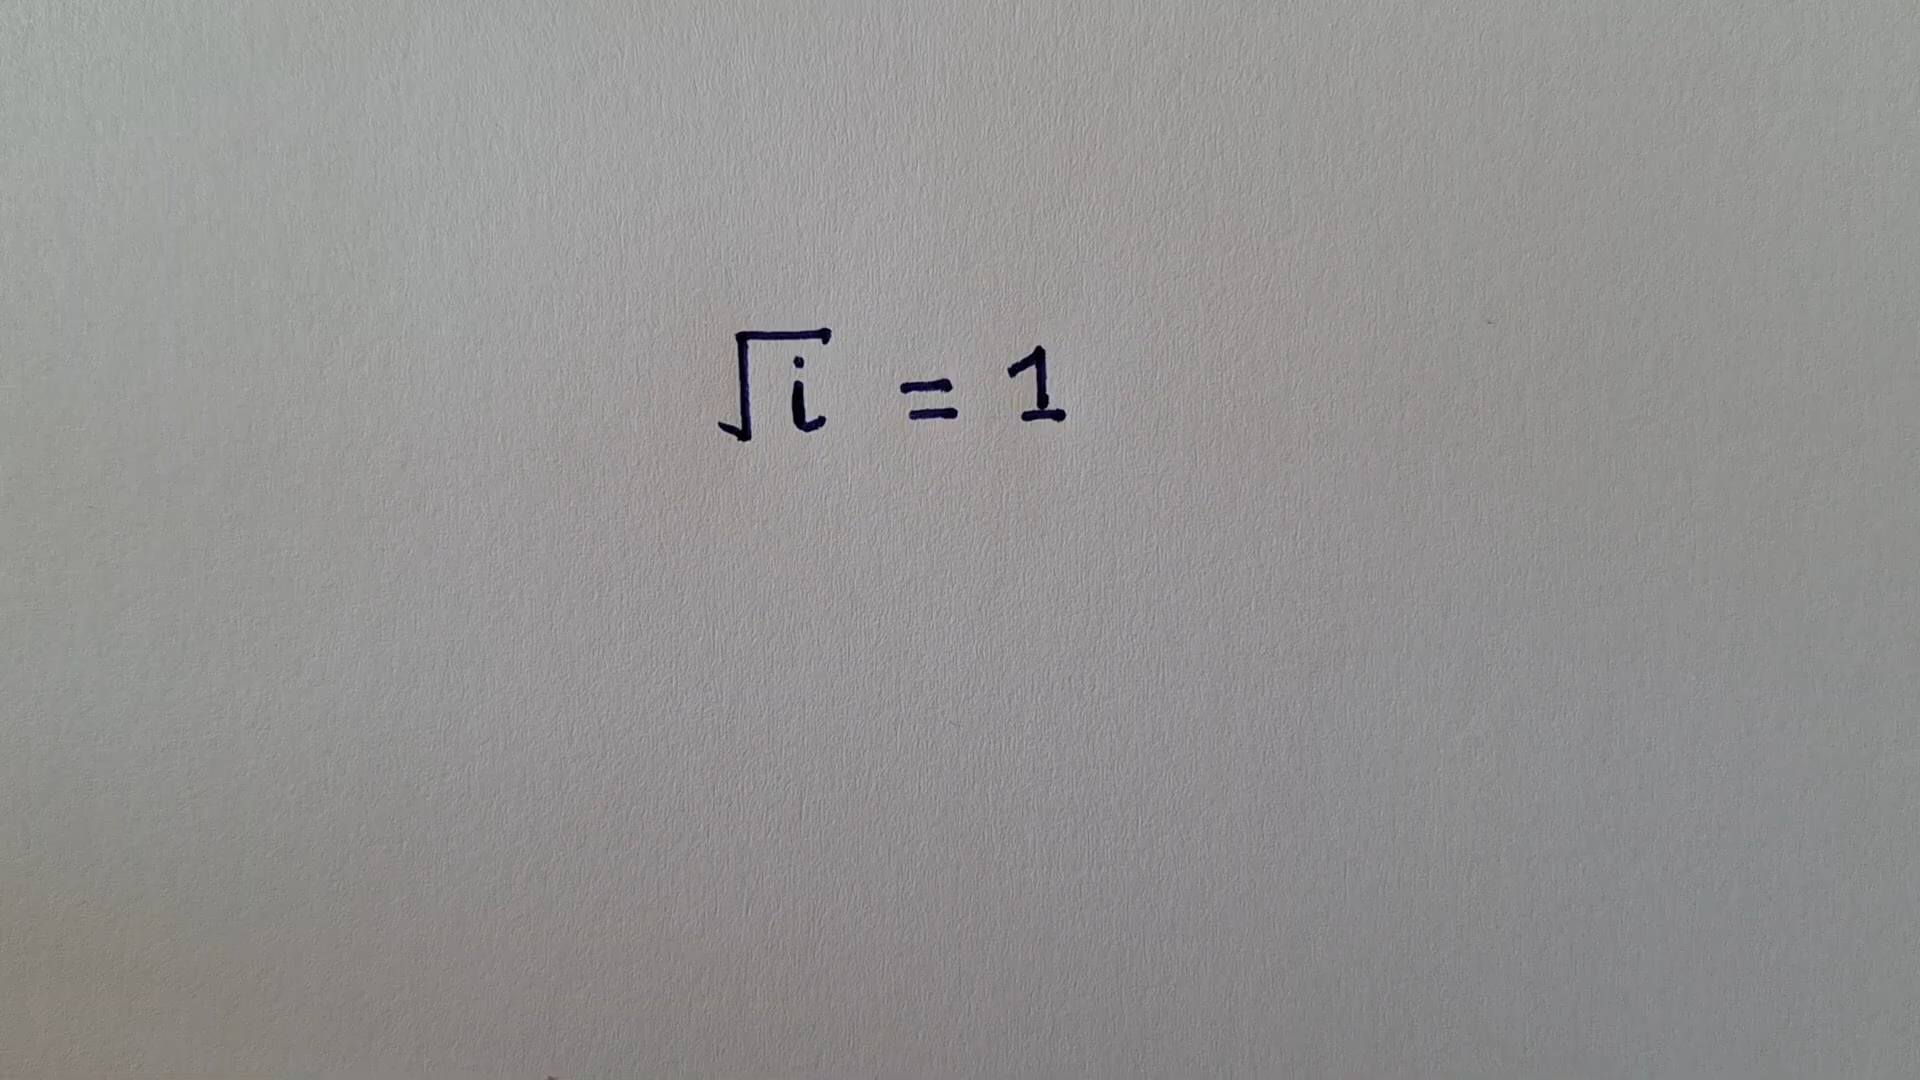 √i = 1